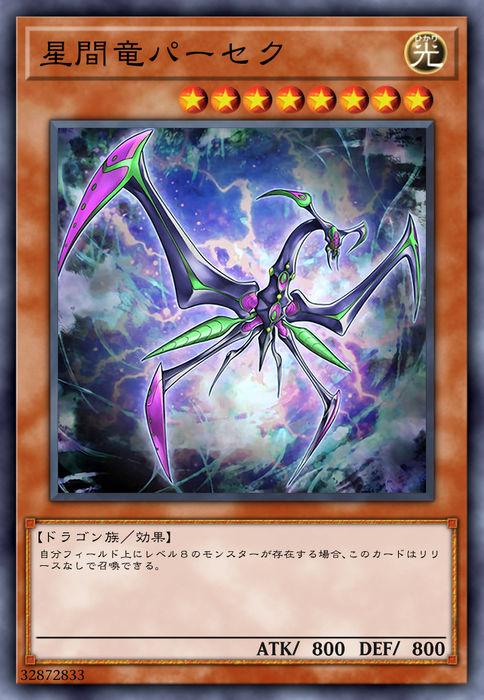 星間竜パーセク
ひかり
光
【ドラゴン族／効果】
自分フィールド上にレベル８のモンスターが存在する場合、このカードはリリ
ースなしで召喚できる。
ATK/ 800 DEF/ 800
32872833